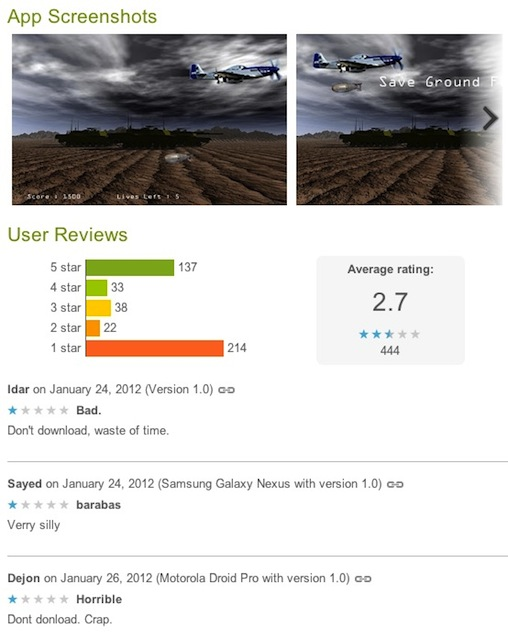 App Screenshots
Save Ground F
Score : 1500 Lives Left : 5
User Reviews
5 star 137
4 star 33
3 star 38
2 star 22
1 star 214
Average rating:
2.7
444
Idar on January 24, 2012 (Version 1.0)
Bad.
Don't download, waste of time.
Sayed on January 24, 2012 (Samsung Galaxy Nexus with version 1.0)
barabas
Verry silly
Dejon on January 26, 2012 (Motorola Droid Pro with version 1.0)
Horrible
Dont donload. Crap.